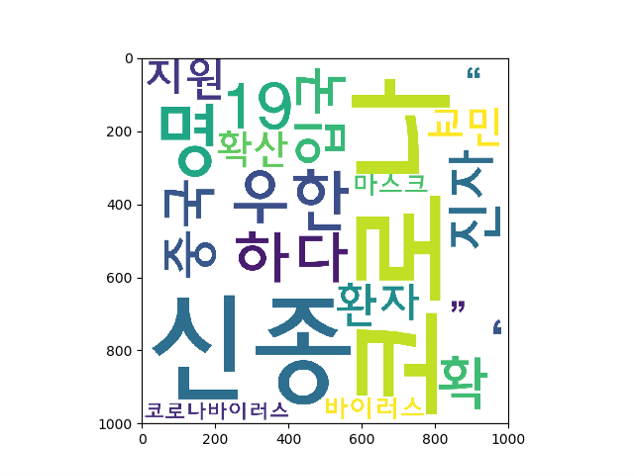 지원
19
입국
코로나
“
명
확산
교민
마스크
중국
우한
진자
하다
신종
환자
”
‘
확
코로나바이러스
바이러스
0
200
400
600
800
1000
0 200 400 600 800 1000